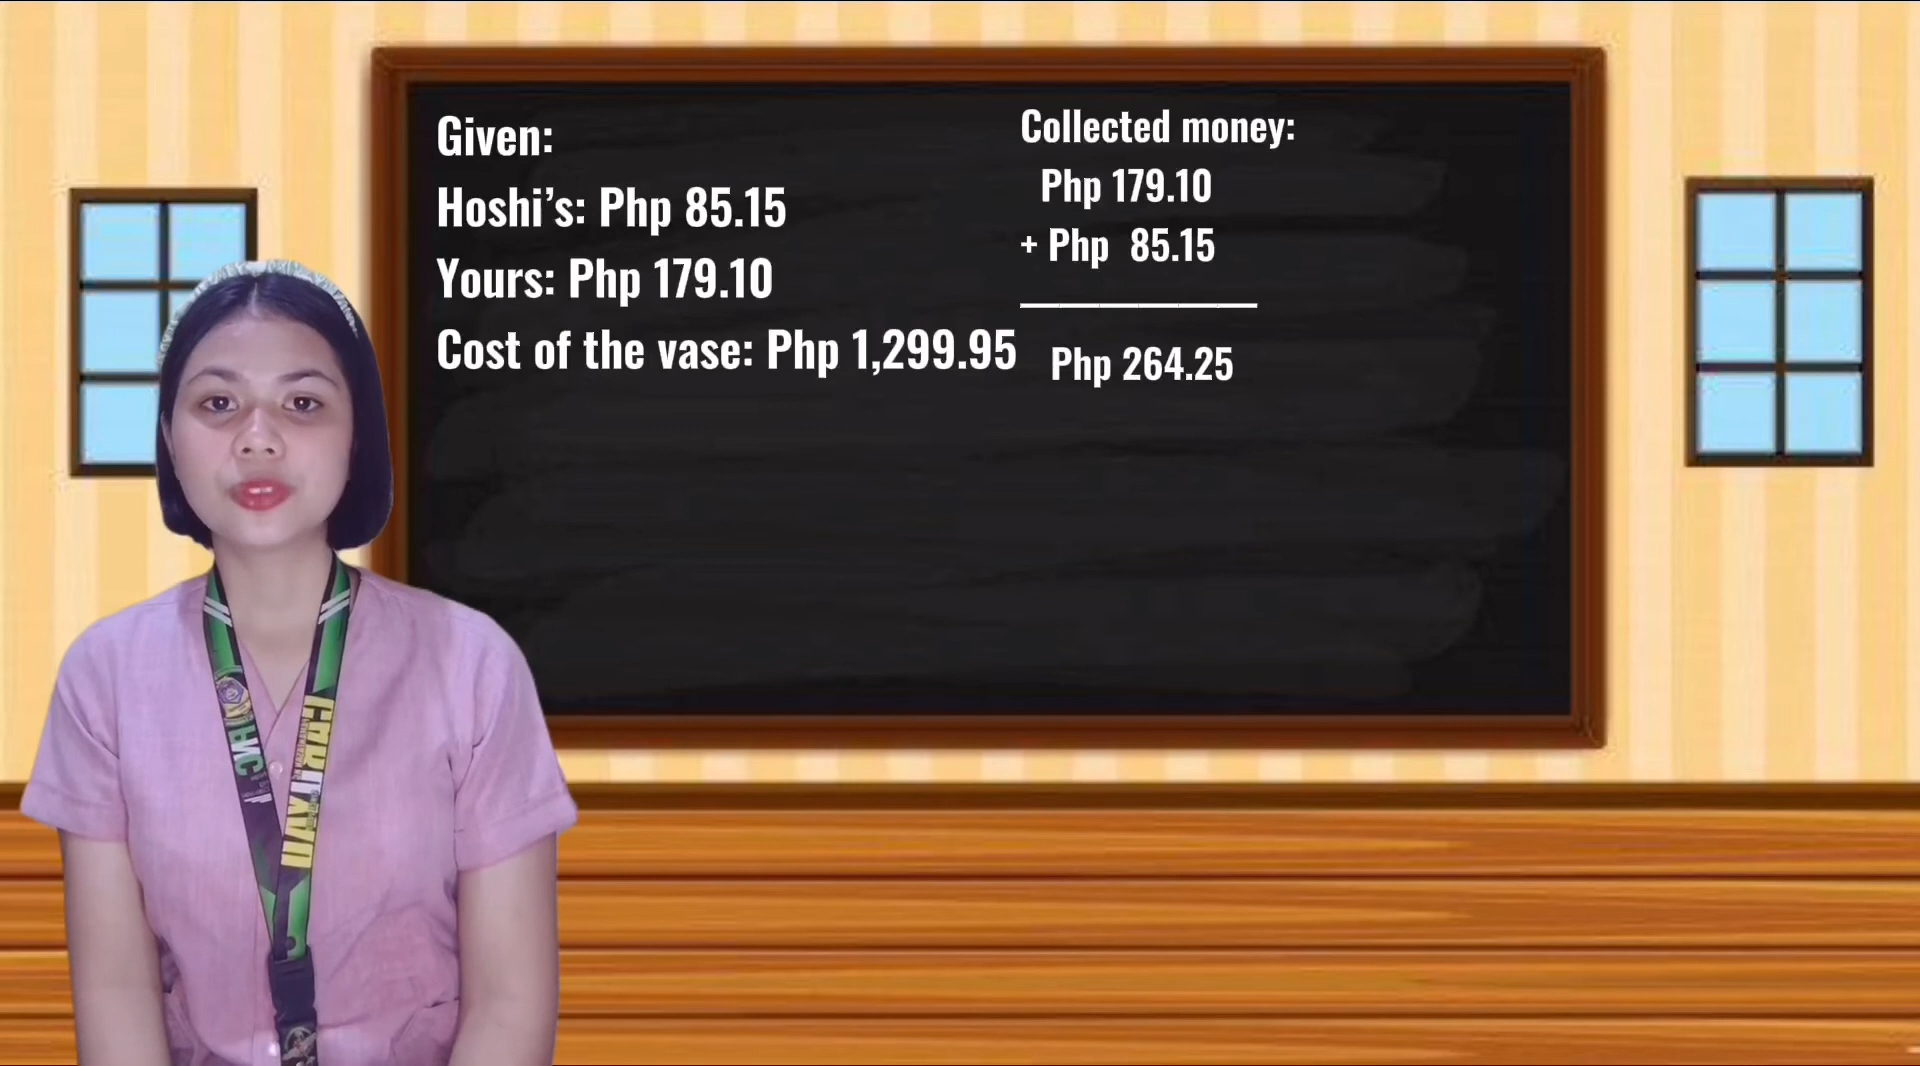 Given:
Hoshi’s: Php 85.15
Yours: Php 179.10
Cost of the vase: Php 1,299.95
Collected money:
Php 179.10
+ Php 85.15
Php 264.25